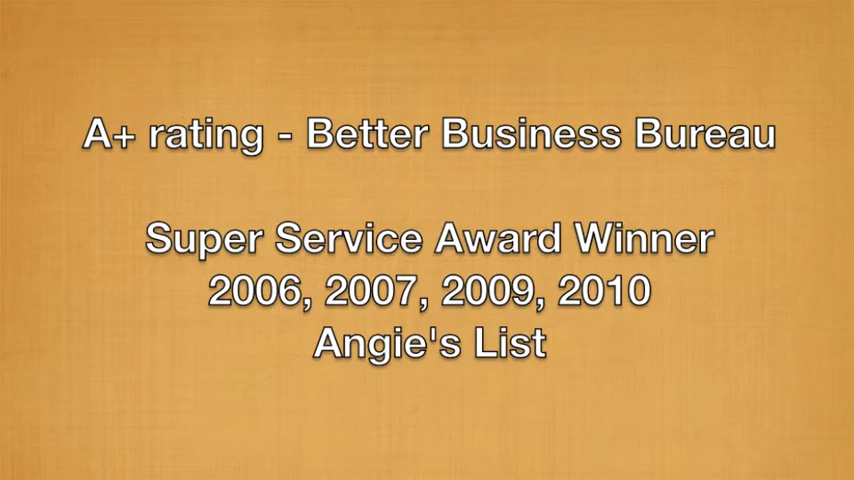 A+ rating - Better Business Bureau
Super Service Award Winner
2006, 2007, 2009, 2010
Angie's List